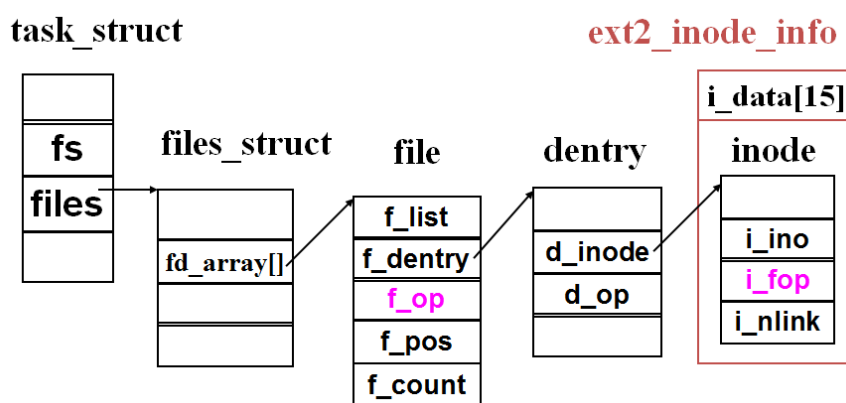 task_struct
fs
files
files_struct
fd_array[]
file
f_list
f_dentry
f_op
f_pos
f_count
dentry
d_inode
d_op
ext2_inode_info
i_data[15]
inode
i_ino
i_fop
i_nlink